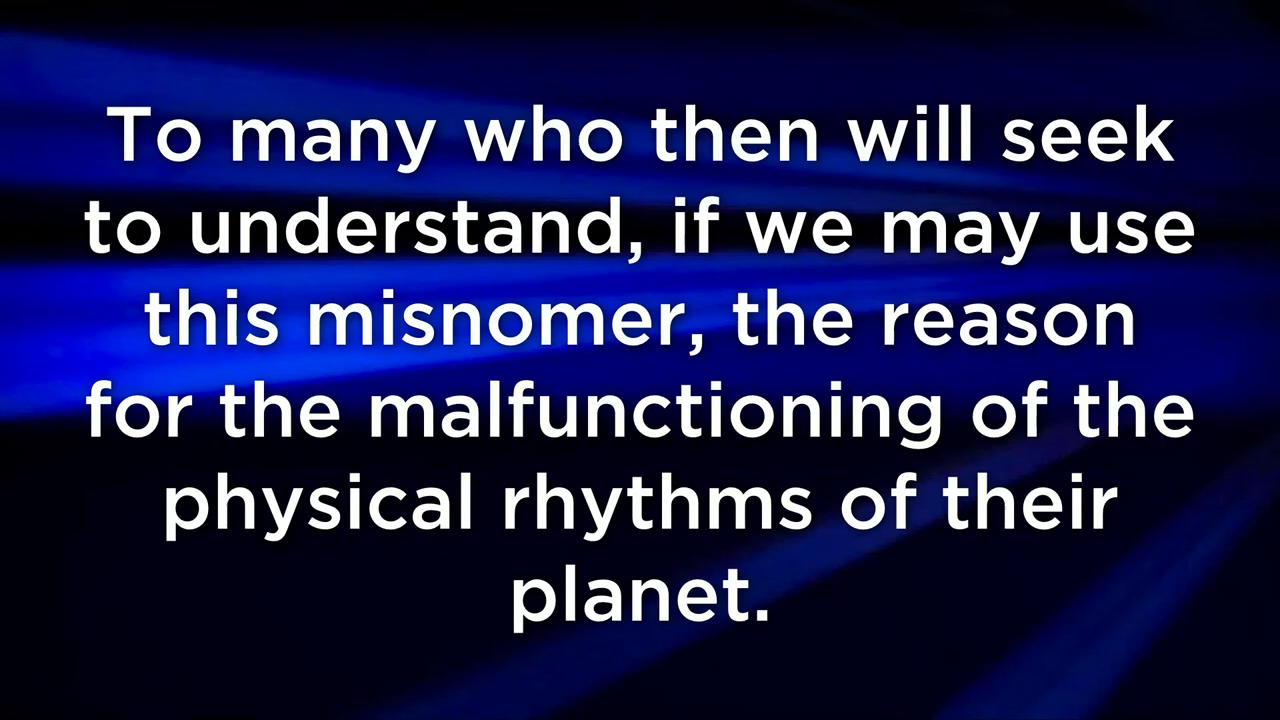 To many who then will seek
to understand, if we may use
this misnomer, the reason
for the malfunctioning of the
physical rhythms of their
planet.